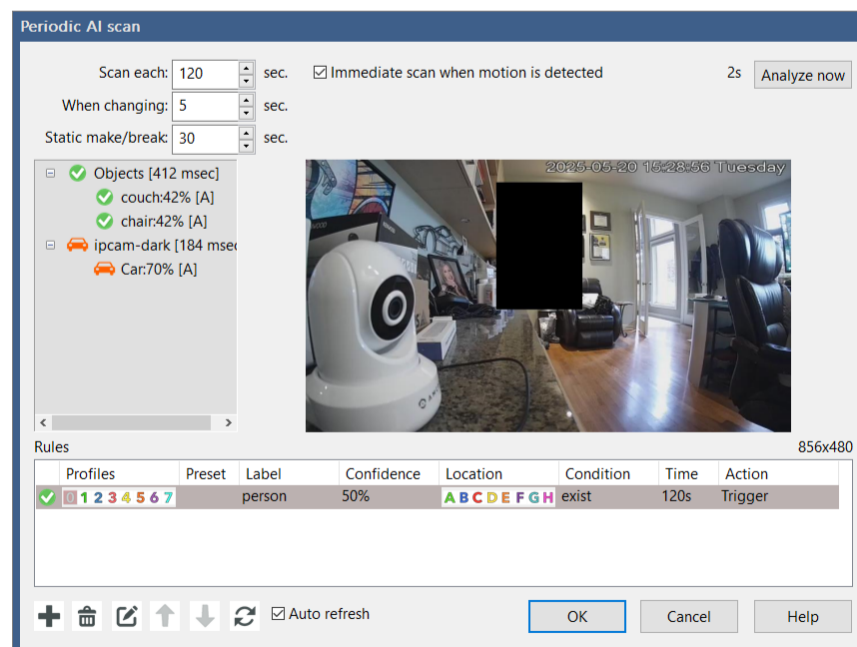 Periodic AI scan
Scan each: 120 sec. Immediate scan when motion is detected 2s Analyze now
When changing: 5 sec.
Static make/break: 30 sec.
Objects [412 msec]
couch:42% [A]
chair:42% [A]
ipcam-dark [184 msec
Car:70% [A]
2025-05-20 15:28:56 Tuesday
Rules 856x480
Profiles Preset Label Confidence Location Condition Time Action
0 1 2 3 4 5 6 7 person 50% A B C D E F G H exist 120s Trigger
Auto refresh OK Cancel Help